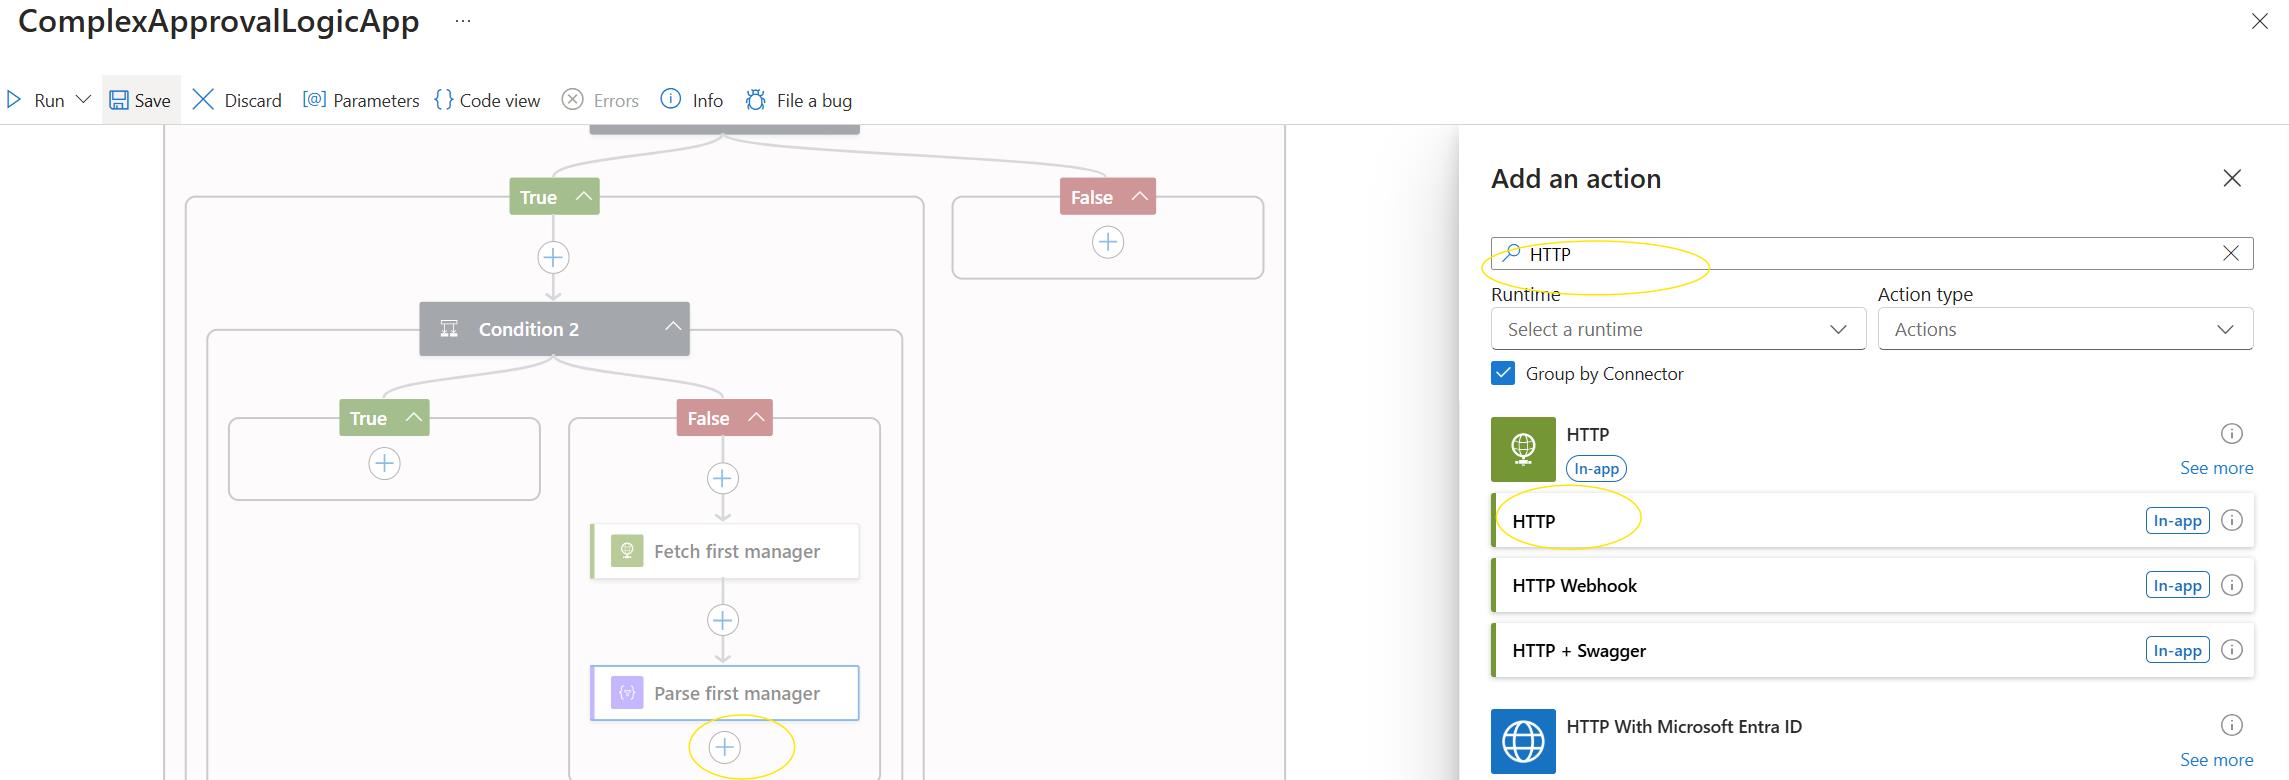 ComplexApprovalLogicApp ...
Run Save Discard [@] Parameters {} Code view Errors Info File a bug
True
False
Condition 2
True
False
Fetch first manager
Parse first manager
Add an action
HTTP
Runtime Action type
Select a runtime Actions
Group by Connector
HTTP
In-app
See more
HTTP In-app
HTTP Webhook In-app
HTTP + Swagger In-app
HTTP With Microsoft Entra ID
See more